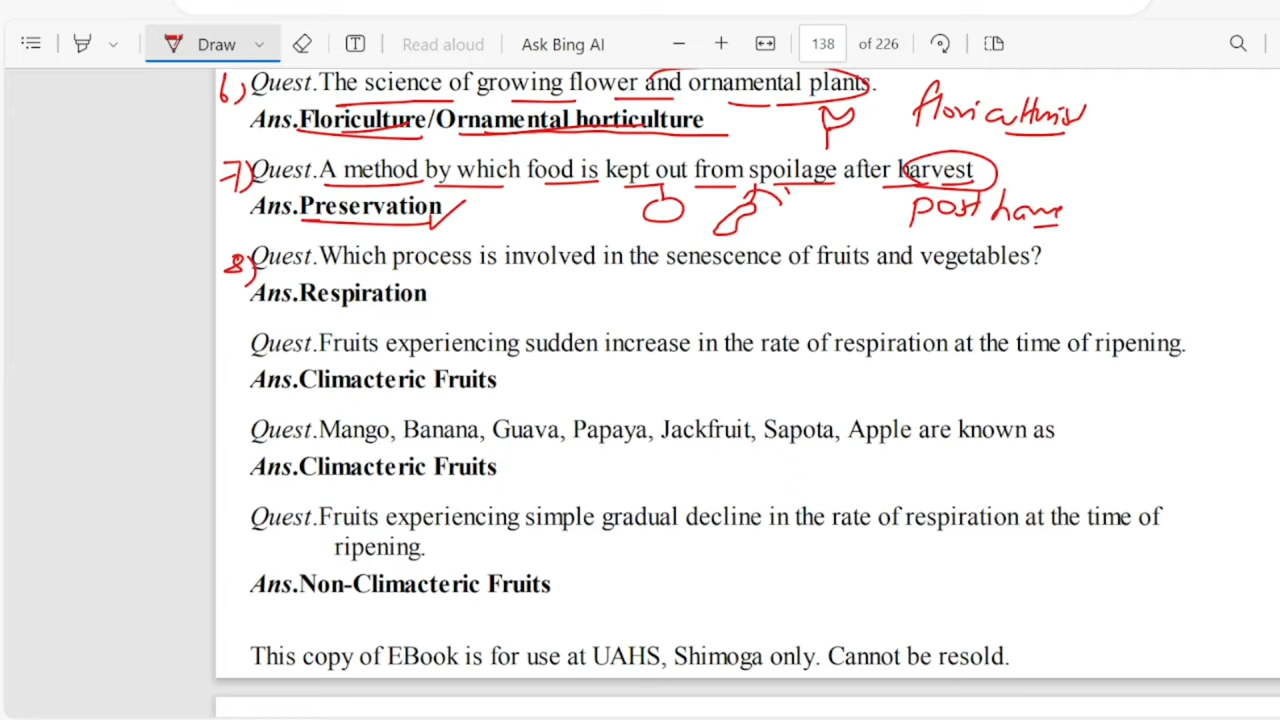 Draw
Read aloud
Ask Bing AI
138 of 226
6) Quest.The science of growing flower and ornamental plants.
Ans.Floriculture/Ornamental horticulture
7) Quest.A method by which food is kept out from spoilage after harvest
Ans.Preservation
post harve
8) Quest.Which process is involved in the senescence of fruits and vegetables?
Ans.Respiration
Quest.Fruits experiencing sudden increase in the rate of respiration at the time of ripening.
Ans.Climacteric Fruits
Quest.Mango, Banana, Guava, Papaya, Jackfruit, Sapota, Apple are known as
Ans.Climacteric Fruits
Quest.Fruits experiencing simple gradual decline in the rate of respiration at the time of
ripening.
Ans.Non-Climacteric Fruits
This copy of EBook is for use at UAHS, Shimoga only. Cannot be resold.